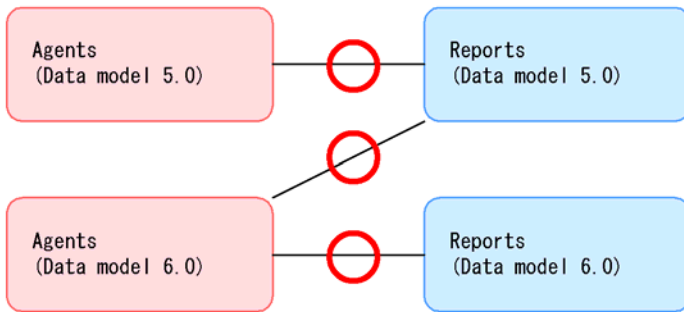 Agents
(Data model 5.0)
Reports
(Data model 5.0)
Agents
(Data model 6.0)
Reports
(Data model 6.0)